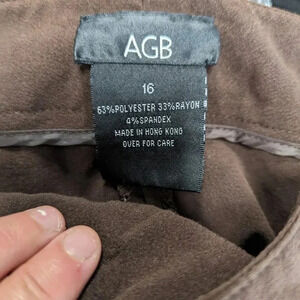 AGB
16
63%POLYESTER 33%RAYON
4%SPANDEX
MADE IN HONG KONG
OVER FOR CARE